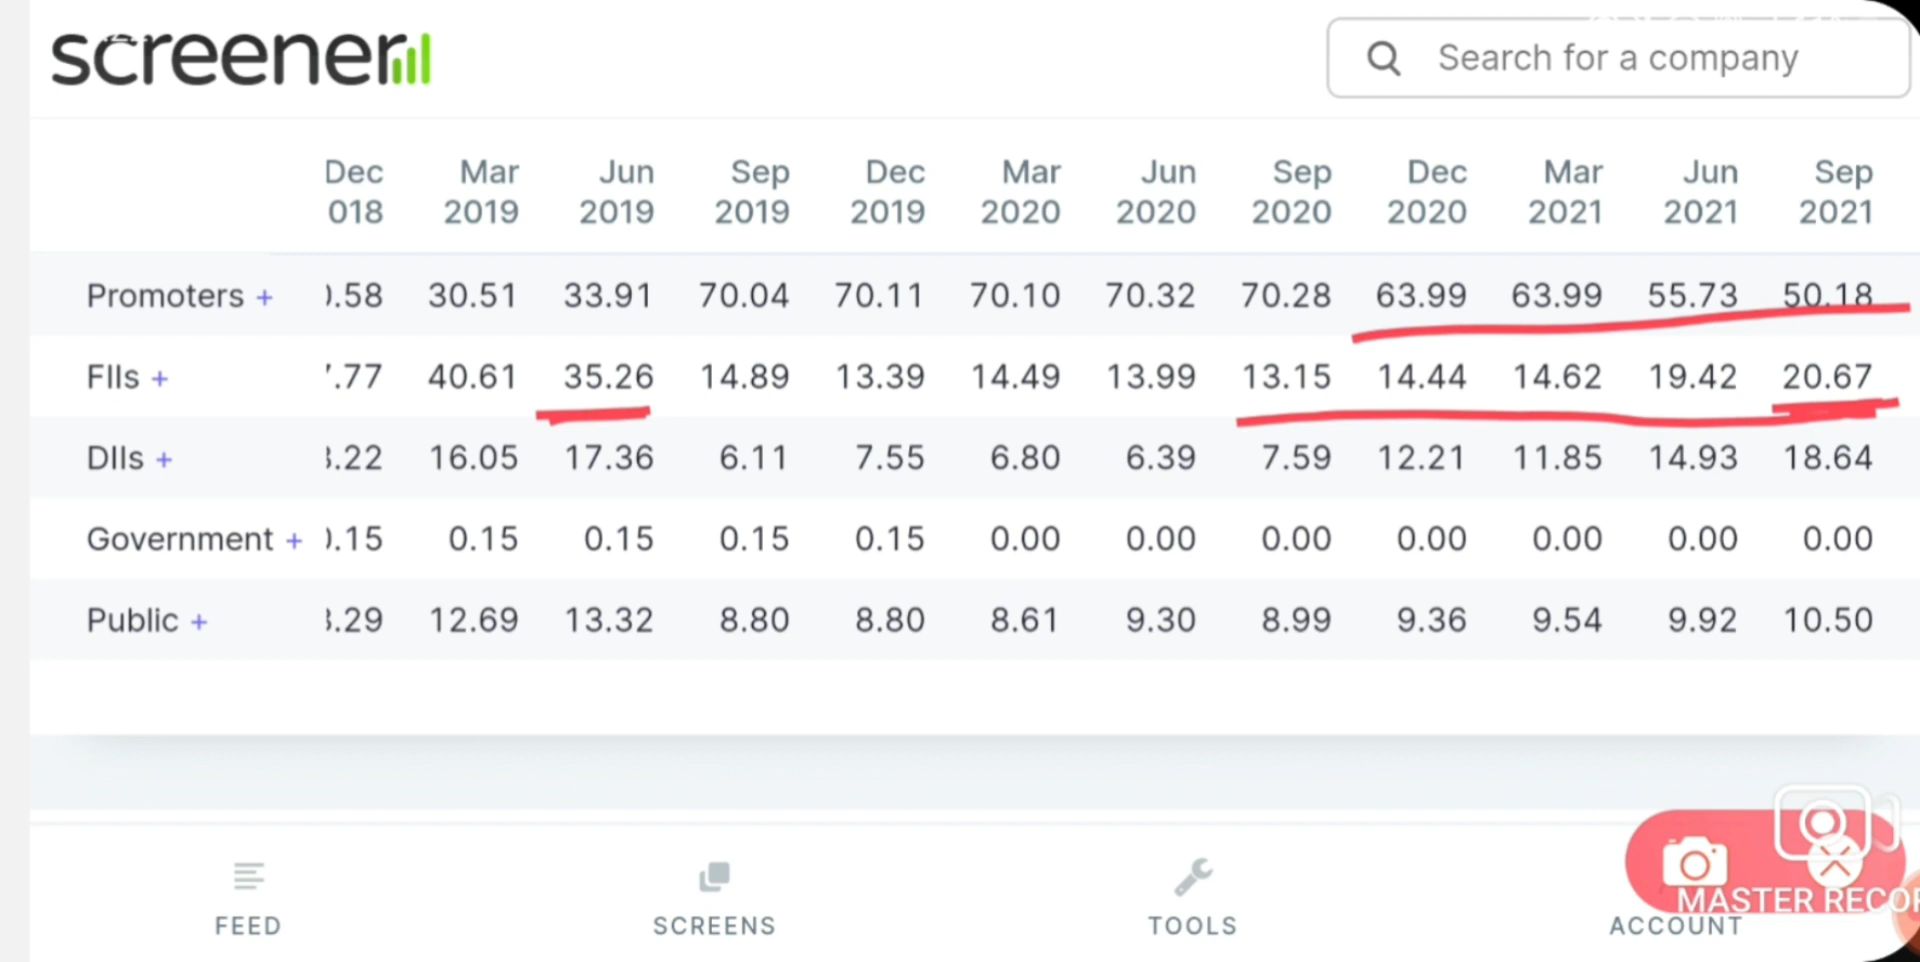 screener
Search for a company
Dec Mar Jun Sep Dec Mar Jun Sep Dec Mar Jun Sep
018 2019 2019 2019 2019 2020 2020 2020 2020 2021 2021 2021
Promoters + .58 30.51 33.91 70.04 70.11 70.10 70.32 70.28 63.99 63.99 55.73 50.18
FIIs + .77 40.61 35.26 14.89 13.39 14.49 13.99 13.15 14.44 14.62 19.42 20.67
DIIs + .22 16.05 17.36 6.11 7.55 6.80 6.39 7.59 12.21 11.85 14.93 18.64
Government + .15 0.15 0.15 0.15 0.15 0.00 0.00 0.00 0.00 0.00 0.00 0.00
Public + .29 12.69 13.32 8.80 8.80 8.61 9.30 8.99 9.36 9.54 9.92 10.50
MASTER RECOR
FEED SCREENS TOOLS ACCOUNT